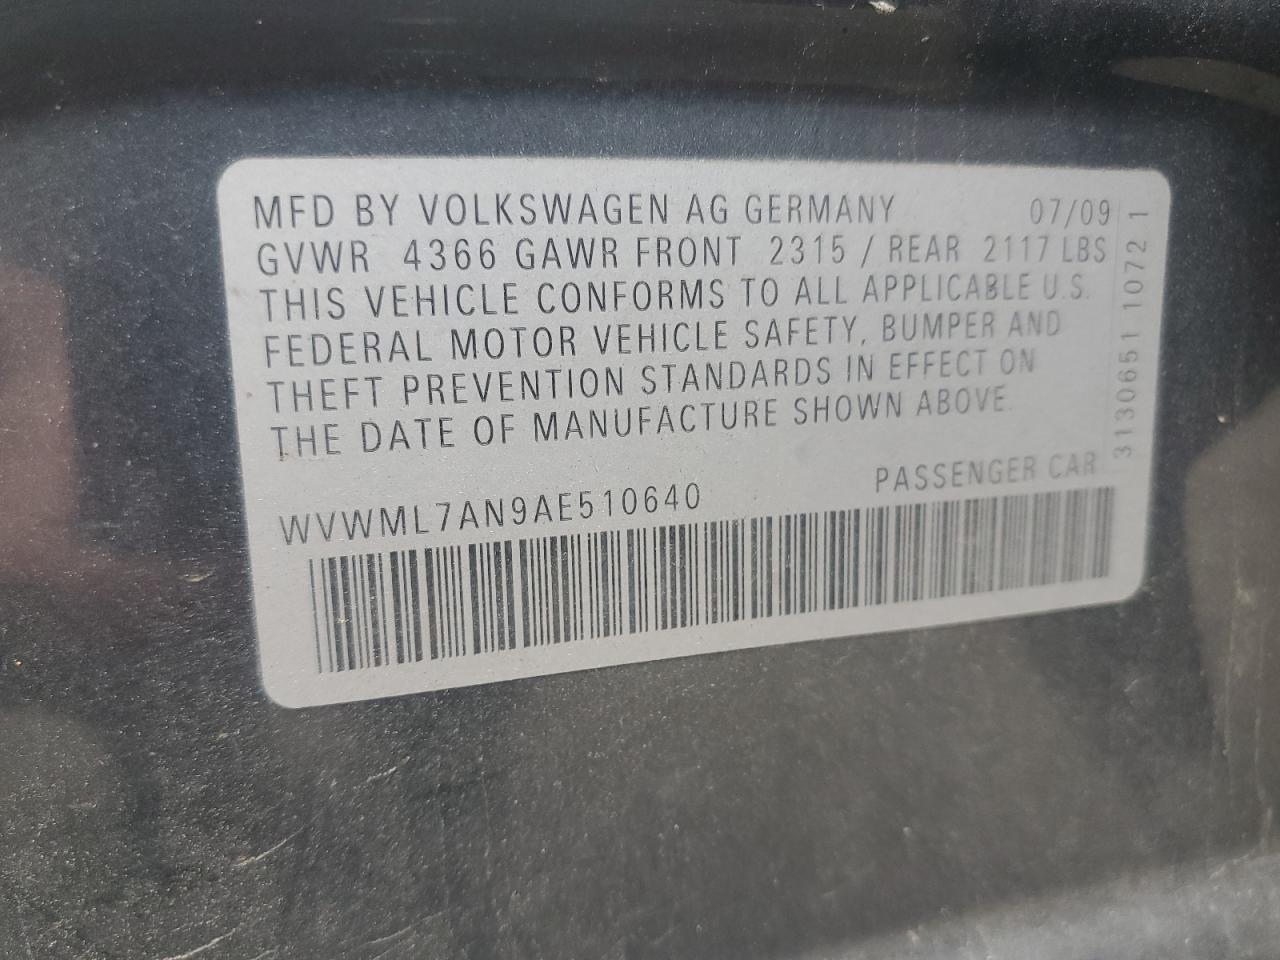 MFD BY VOLKSWAGEN AG GERMANY 07/09
GVWR 4366 GAWR FRONT 2315 / REAR 2117 LBS
THIS VEHICLE CONFORMS TO ALL APPLICABLE U.S.
FEDERAL MOTOR VEHICLE SAFETY, BUMPER AND
THEFT PREVENTION STANDARDS IN EFFECT ON
THE DATE OF MANUFACTURE SHOWN ABOVE.
PASSENGER CAR
WVWML7AN9AE510640
3130651 1072 1